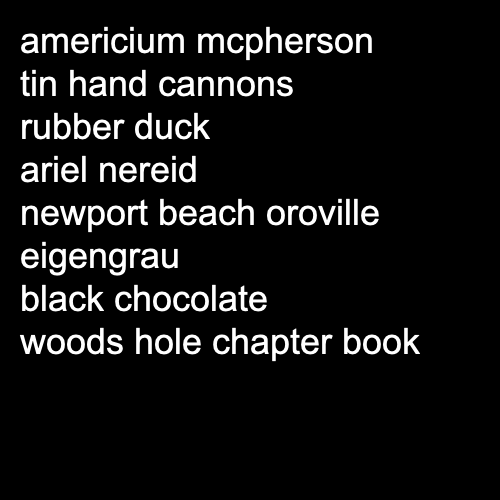 americium mcpherson
tin hand cannons
rubber duck
ariel nereid
newport beach oroville
eigengrau
black chocolate
woods hole chapter book